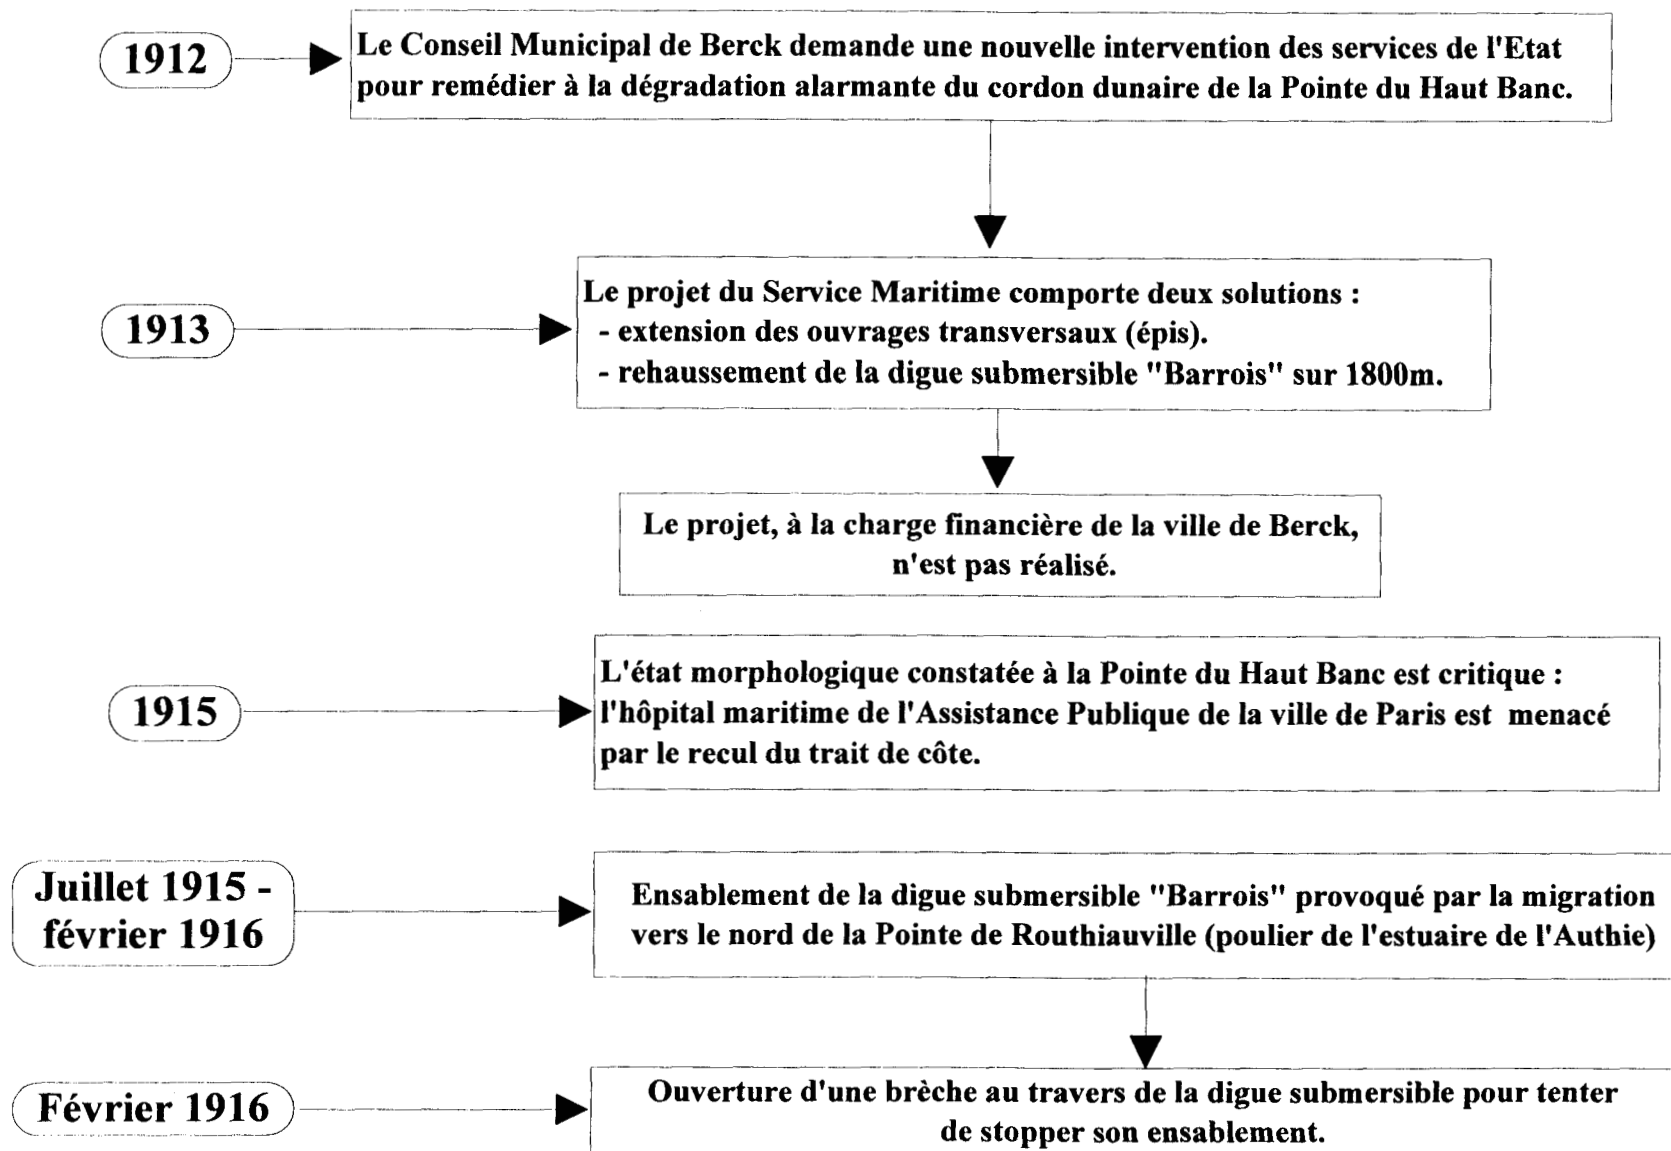 1912
Le Conseil Municipal de Berck demande une nouvelle intervention des services de l'Etat
pour remédier à la dégradation alarmante du cordon dunaire de la Pointe du Haut Banc.
1913
Le projet du Service Maritime comporte deux solutions :
- extension des ouvrages transversaux (épis).
- rehaussement de la digue submersible "Barrois" sur 1800m.
Le projet, à la charge financière de la ville de Berck,
n'est pas réalisé.
1915
L'état morphologique constatée à la Pointe du Haut Banc est critique :
l'hôpital maritime de l'Assistance Publique de la ville de Paris est menacé
par le recul du trait de côte.
Juillet 1915 -
février 1916
Ensablement de la digue submersible "Barrois" provoqué par la migration
vers le nord de la Pointe de Routhiauville (poulier de l'estuaire de l'Authie)
Février 1916
Ouverture d'une brèche au travers de la digue submersible pour tenter
de stopper son ensablement.